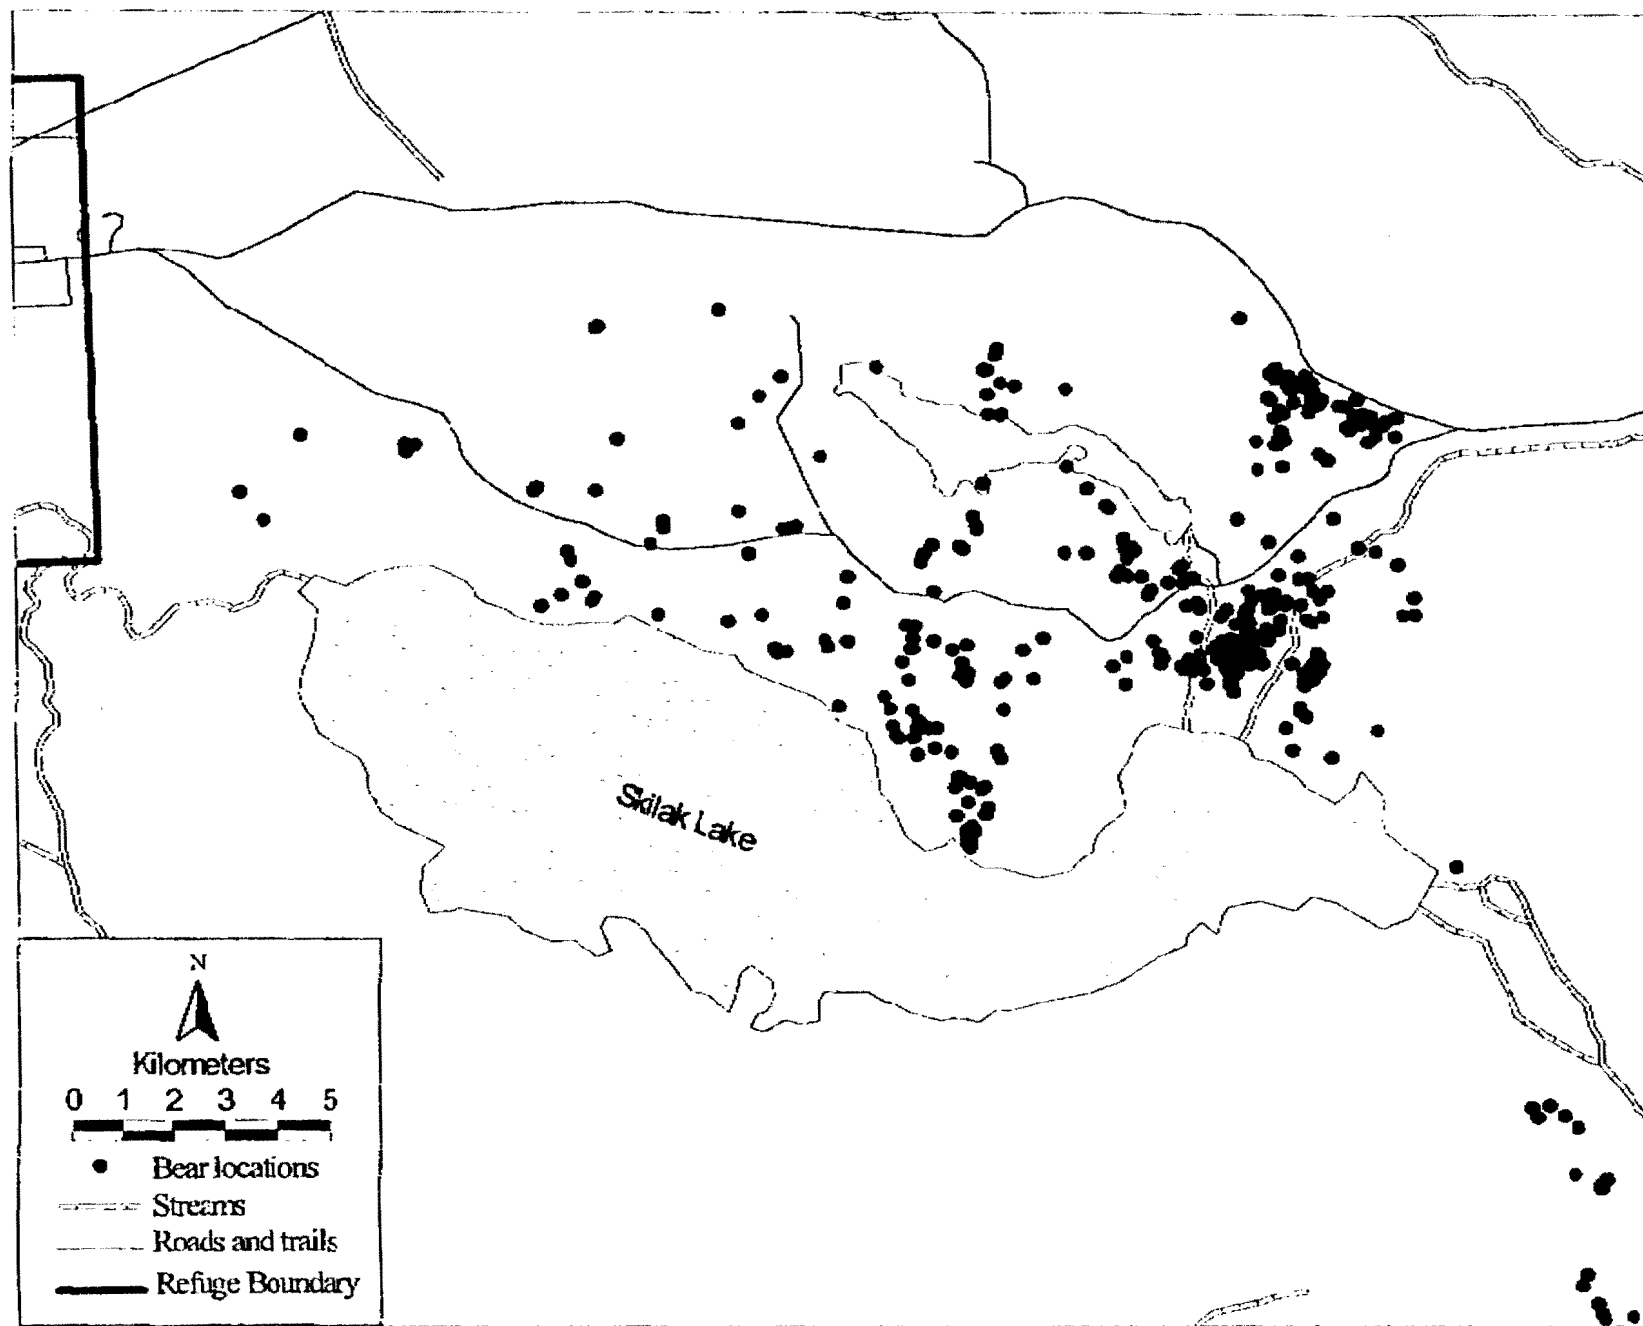 Skilak Lake
N
Kilometers
0 1 2 3 4 5
Bear locations
Streams
Roads and trails
Refuge Boundary